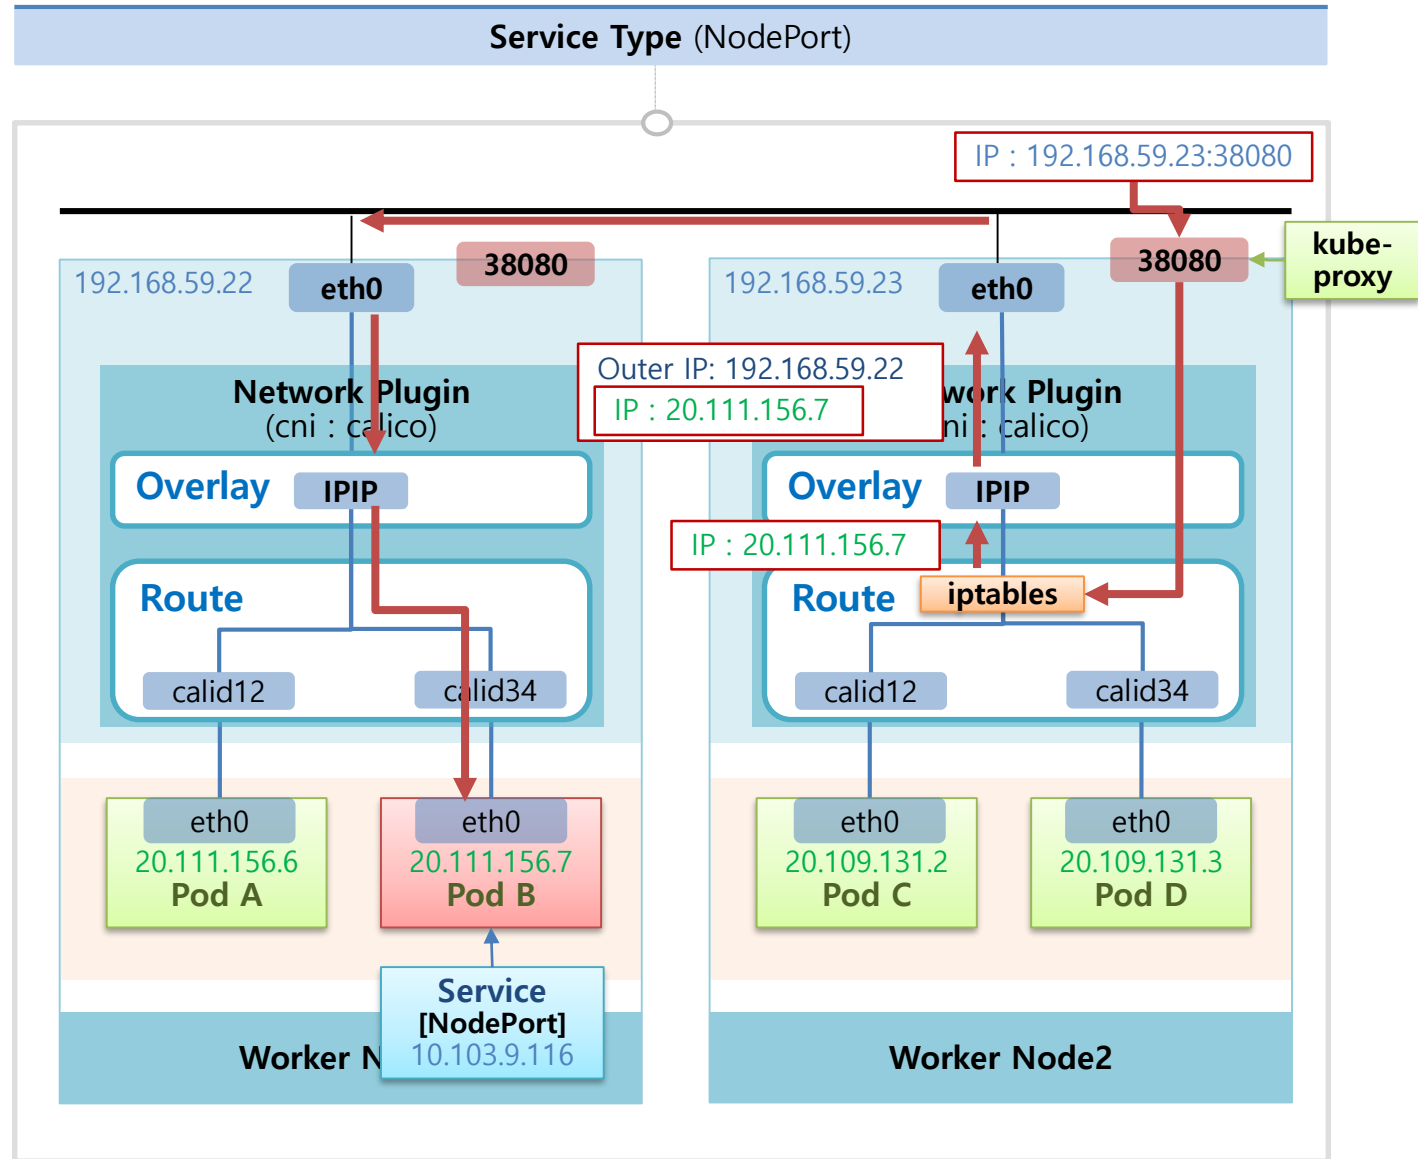 Service Type (NodePort)
IP : 192.168.59.23:38080
kube-
proxy
192.168.59.22
eth0
38080
192.168.59.23
eth0
38080
Outer IP: 192.168.59.22
IP : 20.111.156.7
Network Plugin
(cni : calico)
work Plugin
ni : calico)
Overlay
IPIP
Overlay
IPIP
IP : 20.111.156.7
Route
Route
iptables
calid12
calid34
calid12
calid34
eth0
20.111.156.6
Pod A
eth0
20.111.156.7
Pod B
eth0
20.109.131.2
Pod C
eth0
20.109.131.3
Pod D
Service
[NodePort]
10.103.9.116
Worker N
Worker Node2